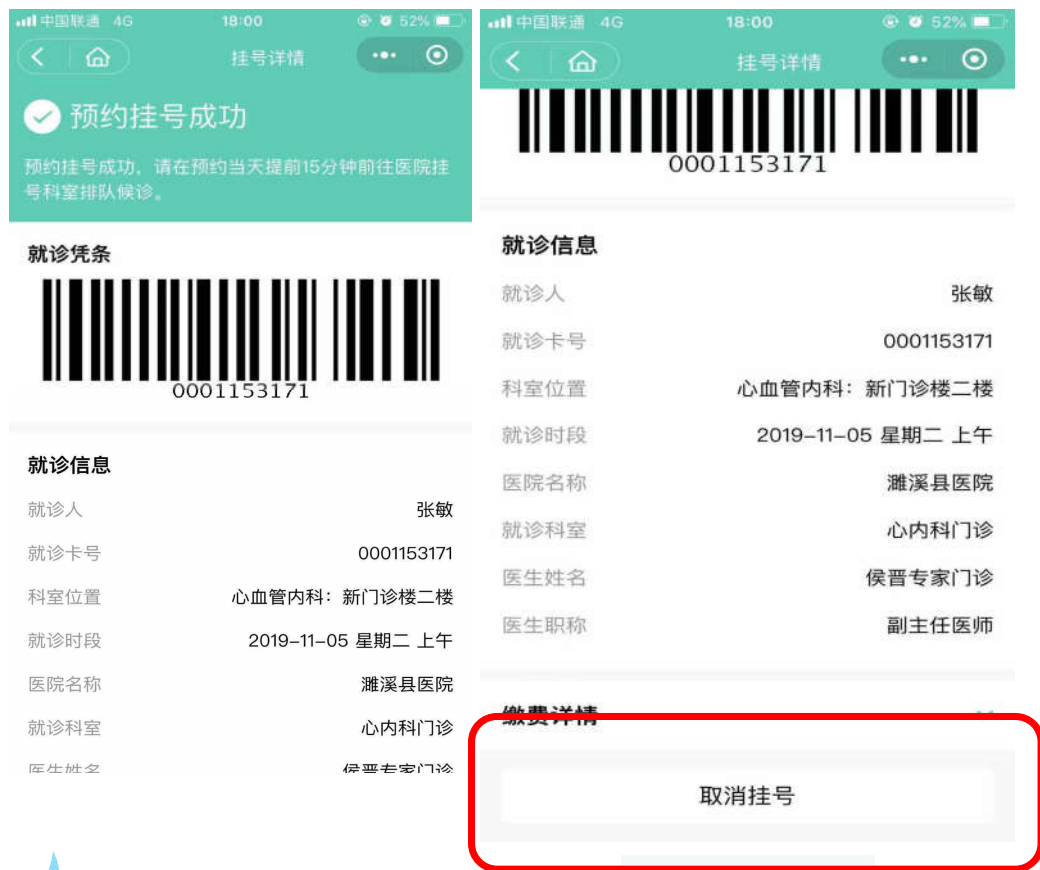 中国联通 4G 18:00 52%
挂号详情
预约挂号成功
预约挂号成功，请在预约当天提前15分钟前往医院挂
号科室排队候诊。
就诊凭条
0001153171
就诊信息
就诊人 张敏
就诊卡号 0001153171
科室位置 心血管内科：新门诊楼二楼
就诊时段 2019-11-05 星期二 上午
医院名称 濉溪县医院
就诊科室 心内科门诊
医生姓名 侯晋专家门诊
中国联通 4G 18:00 52%
挂号详情
0001153171
就诊信息
就诊人 张敏
就诊卡号 0001153171
科室位置 心血管内科：新门诊楼二楼
就诊时段 2019-11-05 星期二 上午
医院名称 濉溪县医院
就诊科室 心内科门诊
医生姓名 侯晋专家门诊
医生职称 副主任医师
缴费详情
取消挂号